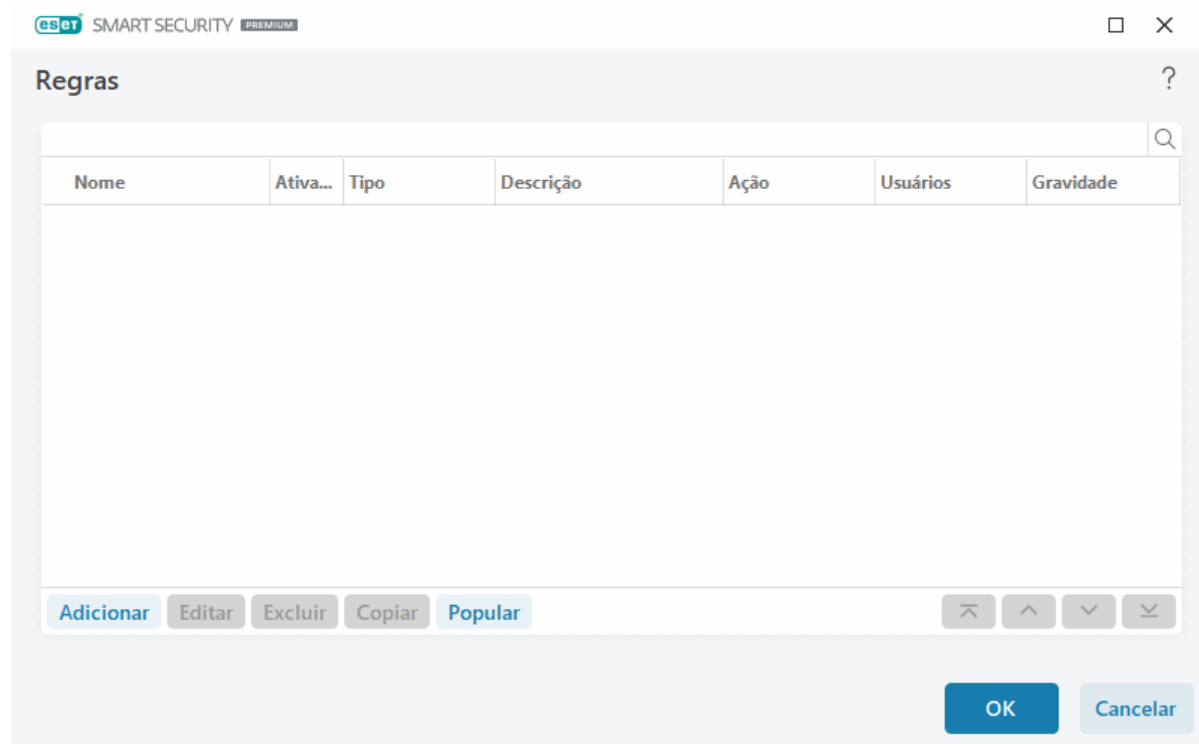 eset SMART SECURITY PREMIUM
Regras ?
Nome Ativa... Tipo Descrição Ação Usuários Gravidade
Adicionar Editar Excluir Copiar Popular
OK Cancelar